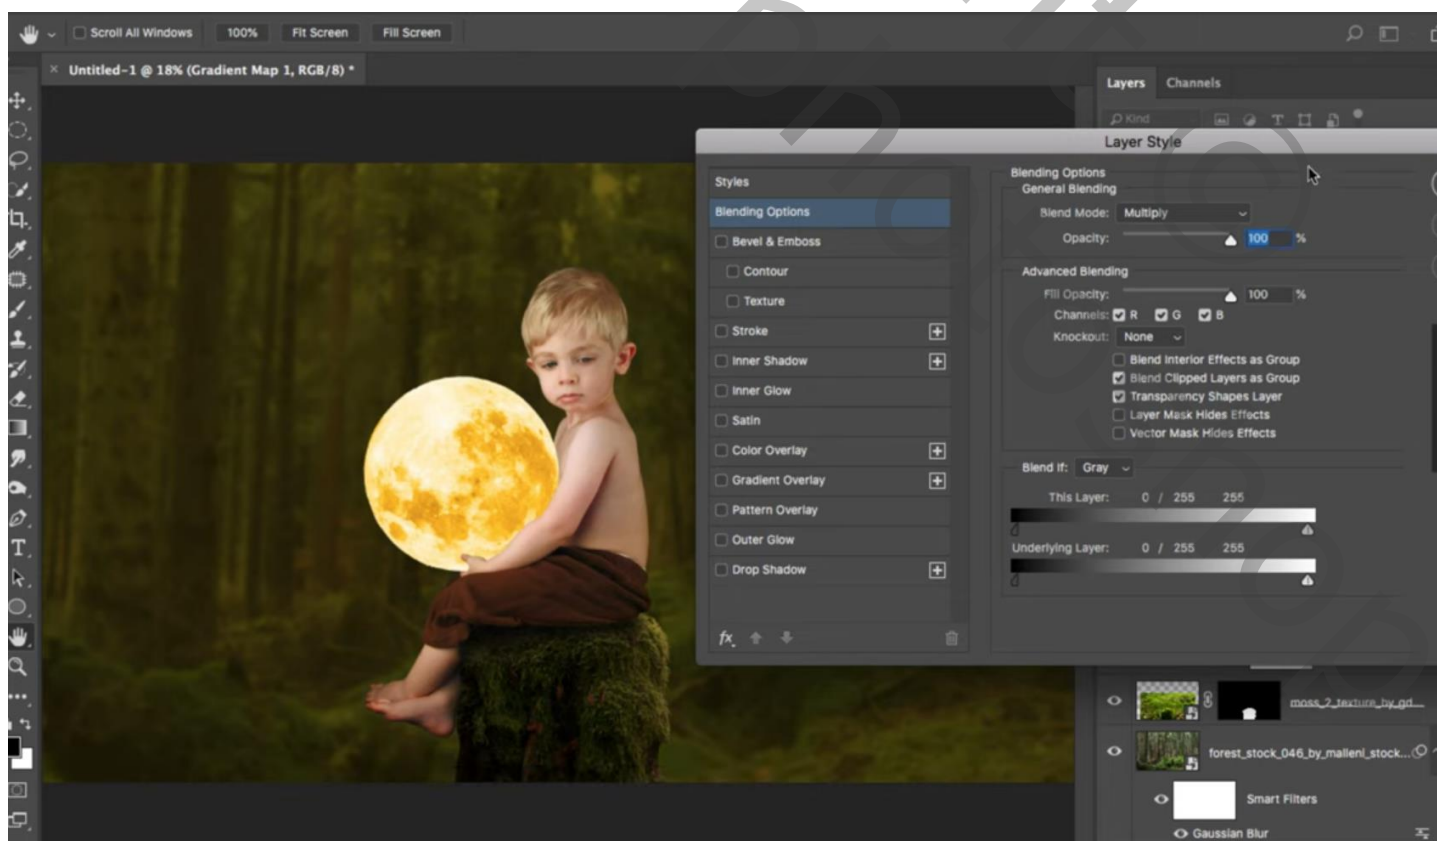 Scroll All Windows 100% Fit Screen Fill Screen
× Untitled-1 @ 18% (Gradient Map 1, RGB/8) *
Layers Channels
Kind
Layer Style
Styles
Blending Options
Bevel & Emboss
Contour
Texture
Stroke
Inner Shadow
Inner Glow
Satin
Color Overlay
Gradient Overlay
Pattern Overlay
Outer Glow
Drop Shadow
fx
Blending Options
General Blending
Blend Mode: Multiply
Opacity: 100 %
Advanced Blending
Fill Opacity: 100 %
Channels: R G B
Knockout: None
Blend Interior Effects as Group
Blend Clipped Layers as Group
Transparency Shapes Layer
Layer Mask Hides Effects
Vector Mask Hides Effects
Blend If: Gray
This Layer: 0 / 255 255
Underlying Layer: 0 / 255 255
moss_2_texture_by_gd...
forest_stock_046_by_malleni_stock...
Smart Filters
Gaussian Blur